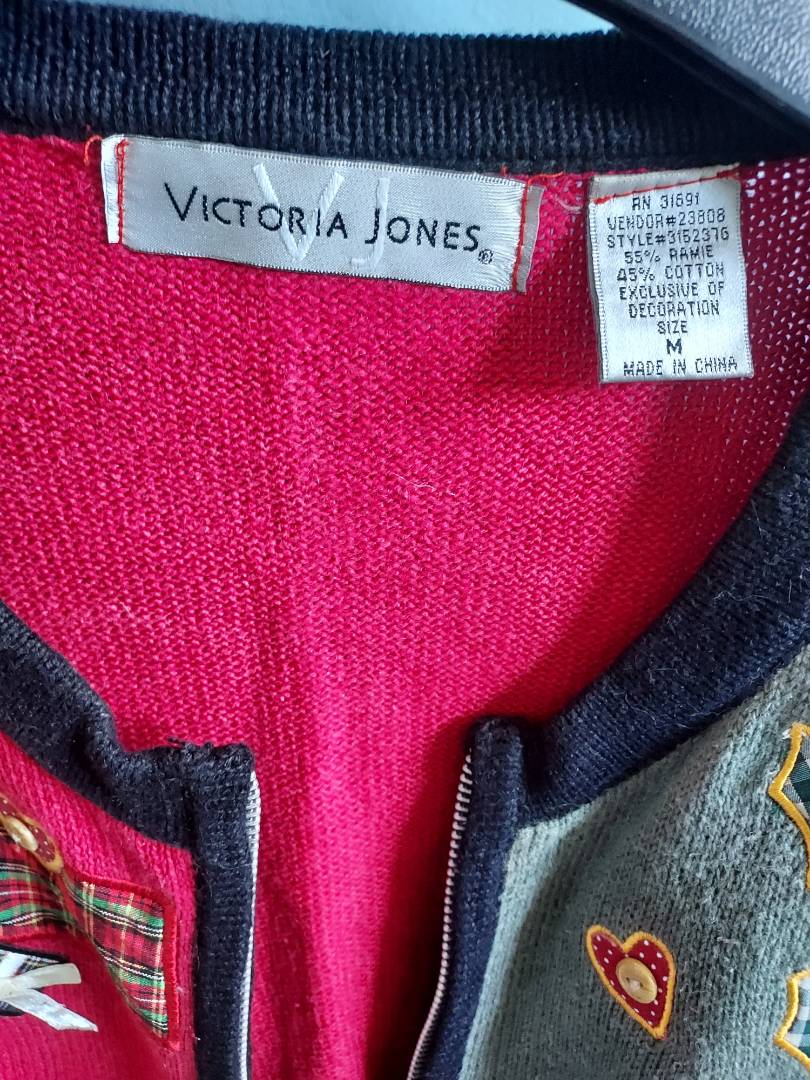 VJ
VICTORIA JONES®
RN 31691
VENDOR#23808
STYLE#315237G
55% RAMIE
45% COTTON
EXCLUSIVE OF
DECORATION
SIZE
M
MADE IN CHINA